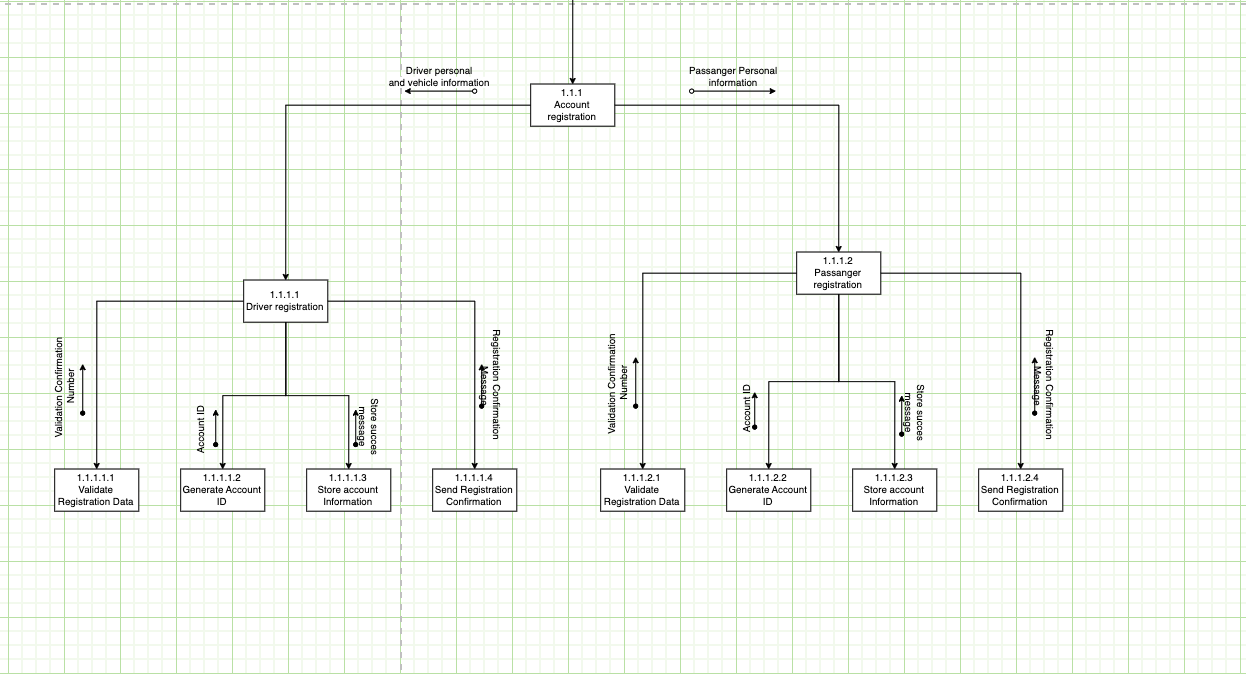 Driver personal
and vehicle information
Passanger Personal
information
1.1.1
Account
registration
1.1.1.2
Passanger
registration
1.1.1.1
Driver registration
Validation Confirmation
Number
Account ID
Store succes
message
Registration Confirmation
Message
Validation Confirmation
Number
Account ID
Store succes
message
Registration Confirmation
Message
1.1.1.1.1
Validate
Registration Data
1.1.1.1.2
Generate Account
ID
1.1.1.1.3
Store account
Information
1.1.1.1.4
Send Registration
Confirmation
1.1.1.2.1
Validate
Registration Data
1.1.1.2.2
Generate Account
ID
1.1.1.2.3
Store account
Information
1.1.1.2.4
Send Registration
Confirmation